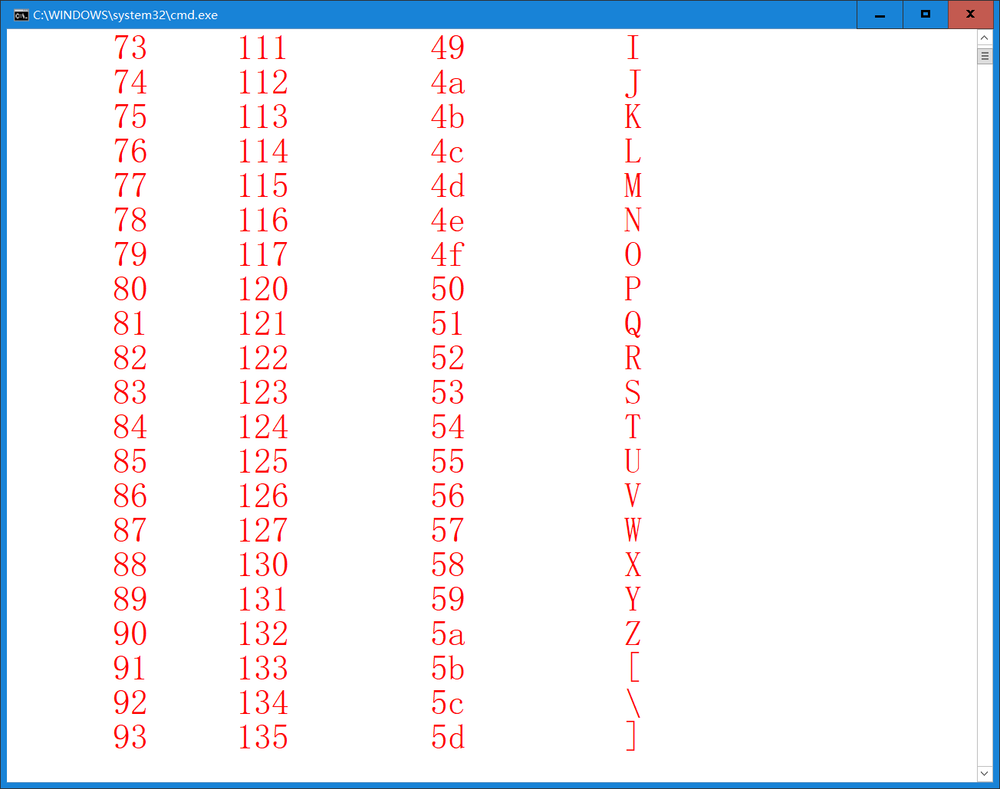 C:\WINDOWS\system32\cmd.exe
73 111 49 I
74 112 4a J
75 113 4b K
76 114 4c L
77 115 4d M
78 116 4e N
79 117 4f O
80 120 50 P
81 121 51 Q
82 122 52 R
83 123 53 S
84 124 54 T
85 125 55 U
86 126 56 V
87 127 57 W
88 130 58 X
89 131 59 Y
90 132 5a Z
91 133 5b [
92 134 5c \
93 135 5d ]